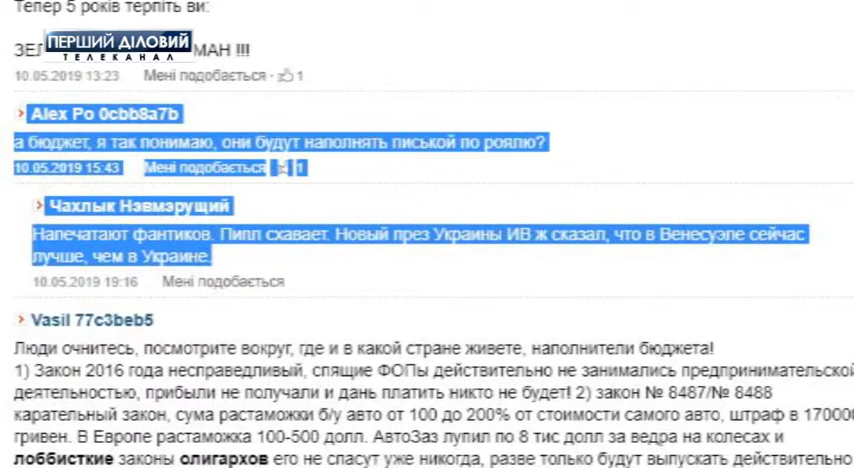 Тепер 5 років терпіть ви:
ПЕРШИЙ ДІЛОВИЙ
ТЕЛЕКАНАЛ
ЗЕЛ МАН !!!
10.05.2019 13:23 Мені подобається - 1
Alex Po 0cbb8a7b
а бюджет, я так понимаю, они будут наполнять писькой по роялю?
10.05.2019 15:43 Мені подобається 1
Чахлык Нэвмэрущий
Напечатают фантиков. Пипл схавает. Новый през Украины ИВ ж сказал, что в Венесуэле сейчас
лучше, чем в Украине.
10.05.2019 19:16 Мені подобається
Vasil 77c3beb5
Люди очнитесь, посмотрите вокруг, где и в какой стране живете, наполнители бюджета!
1) Закон 2016 года несправедливый, спящие ФОПы действительно не занимались предпринимательской
деятельностью, прибыли не получали и дань платить никто не будет! 2) закон № 8487/№ 8488
карательный закон, сума растаможки б/у авто от 100 до 200% от стоимости самого авто, штраф в 170000
гривен. В Европе растаможка 100-500 долл. АвтоЗаз лупил по 8 тис долл за ведра на колесах и
лоббисткие законы олигархов его не спасут уже никогда, разве только будут выпускать действительно